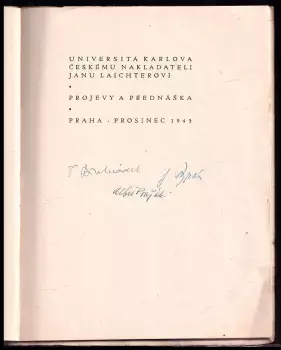 UNIVERSITA KARLOVA
ČESKÉMU NAKLADATELI
JANU LAICHTEROVI
PROJEVY A PŘEDNÁŠKA
PRAHA • PROSINEC 1945